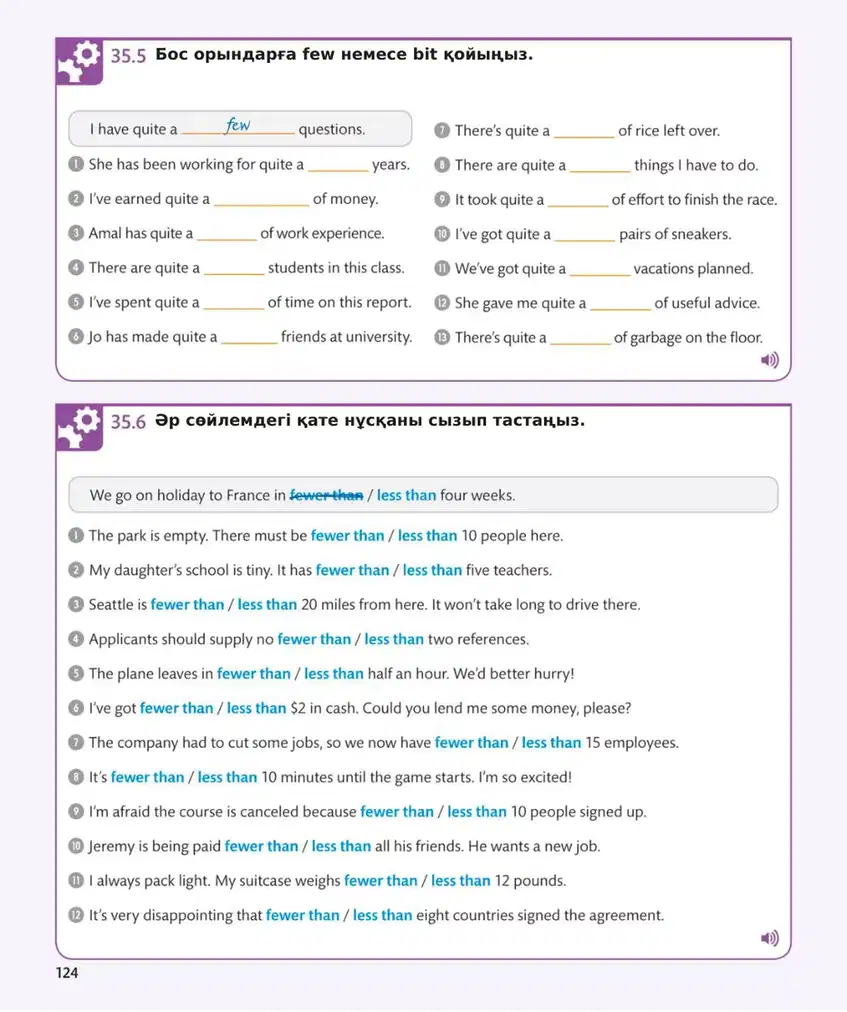 35.5 Бос орындарға few немесе bit қойыңыз.
I have quite a few questions.
1 She has been working for quite a ________ years.
2 I've earned quite a ________ of money.
3 Amal has quite a ________ of work experience.
4 There are quite a ________ students in this class.
5 I've spent quite a ________ of time on this report.
6 Jo has made quite a ________ friends at university.
7 There's quite a ________ of rice left over.
8 There are quite a ________ things I have to do.
9 It took quite a ________ of effort to finish the race.
10 I've got quite a ________ pairs of sneakers.
11 We've got quite a ________ vacations planned.
12 She gave me quite a ________ of useful advice.
13 There's quite a ________ of garbage on the floor.
35.6 Әр сөйлемдегі қате нұсқаны сызып тастаңыз.
We go on holiday to France in fewer than / less than four weeks.
1 The park is empty. There must be fewer than / less than 10 people here.
2 My daughter's school is tiny. It has fewer than / less than five teachers.
3 Seattle is fewer than / less than 20 miles from here. It won't take long to drive there.
4 Applicants should supply no fewer than / less than two references.
5 The plane leaves in fewer than / less than half an hour. We'd better hurry!
6 I've got fewer than / less than $2 in cash. Could you lend me some money, please?
7 The company had to cut some jobs, so we now have fewer than / less than 15 employees.
8 It's fewer than / less than 10 minutes until the game starts. I'm so excited!
9 I'm afraid the course is canceled because fewer than / less than 10 people signed up.
10 Jeremy is being paid fewer than / less than all his friends. He wants a new job.
11 I always pack light. My suitcase weighs fewer than / less than 12 pounds.
12 It's very disappointing that fewer than / less than eight countries signed the agreement.
124